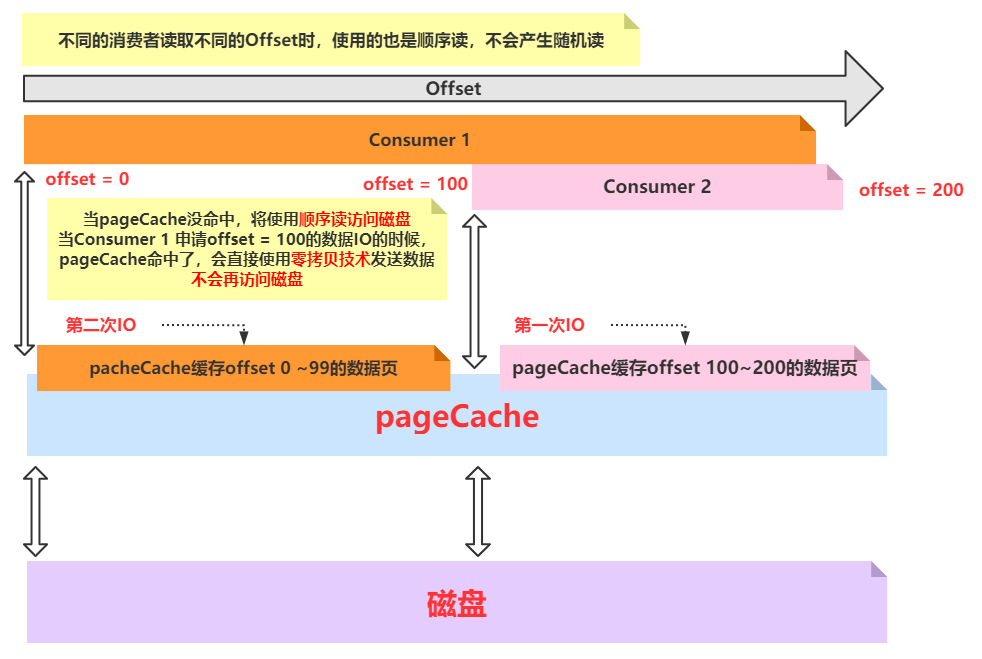 不同的消费者读取不同的Offset时，使用的也是顺序读，不会产生随机读
Offset
Consumer 1
offset = 0
offset = 100
Consumer 2
offset = 200
当pageCache没命中，将使用顺序读访问磁盘
当Consumer 1 申请offset = 100的数据IO的时候，
pageCache命中了，会直接使用零拷贝技术发送数据
不会再访问磁盘
第二次IO
第一次IO
pacheCache缓存offset 0 ~99的数据页
pageCache缓存offset 100~200的数据页
pageCache
磁盘